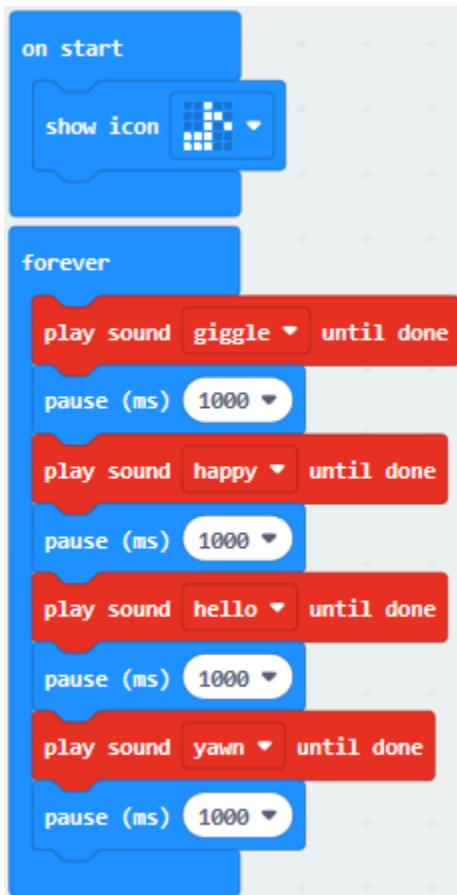 on start
show icon
forever
play sound giggle until done
pause (ms) 1000
play sound happy until done
pause (ms) 1000
play sound hello until done
pause (ms) 1000
play sound yawn until done
pause (ms) 1000